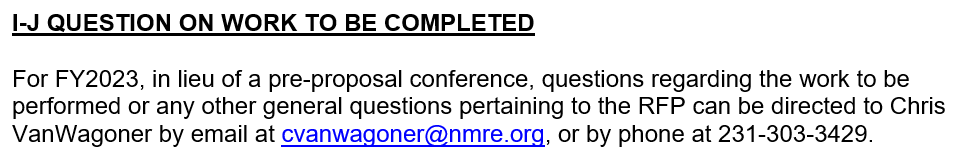 I-J QUESTION ON WORK TO BE COMPLETED
For FY2023, in lieu of a pre-proposal conference, questions regarding the work to be
performed or any other general questions pertaining to the RFP can be directed to Chris
VanWagoner by email at cvanwagoner@nmre.org, or by phone at 231-303-3429.